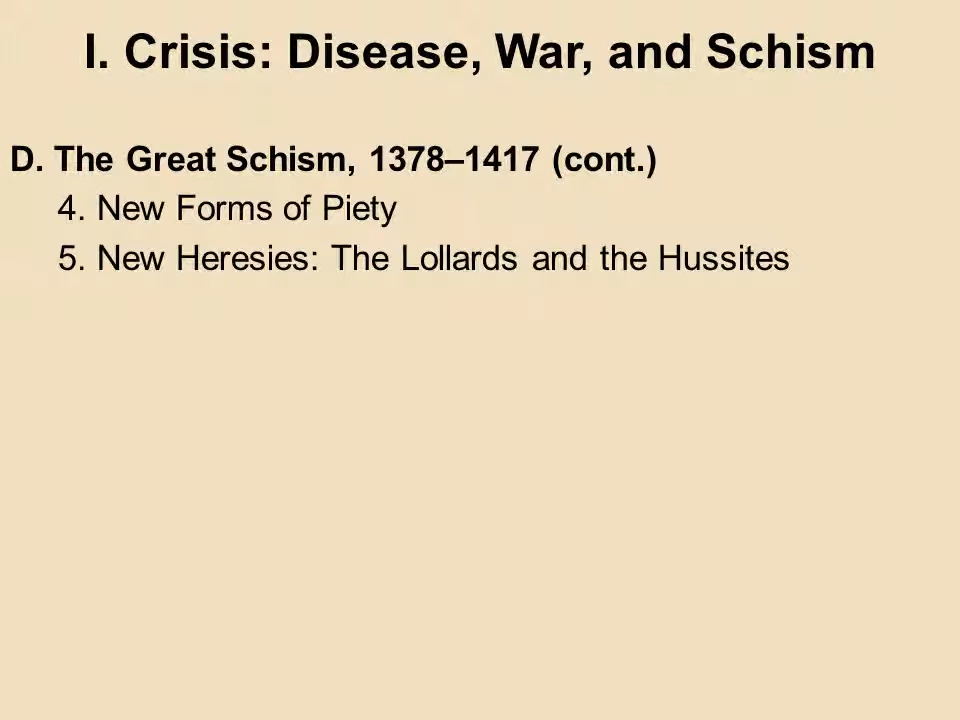 I. Crisis: Disease, War, and Schism
D. The Great Schism, 1378–1417 (cont.)
4. New Forms of Piety
5. New Heresies: The Lollards and the Hussites